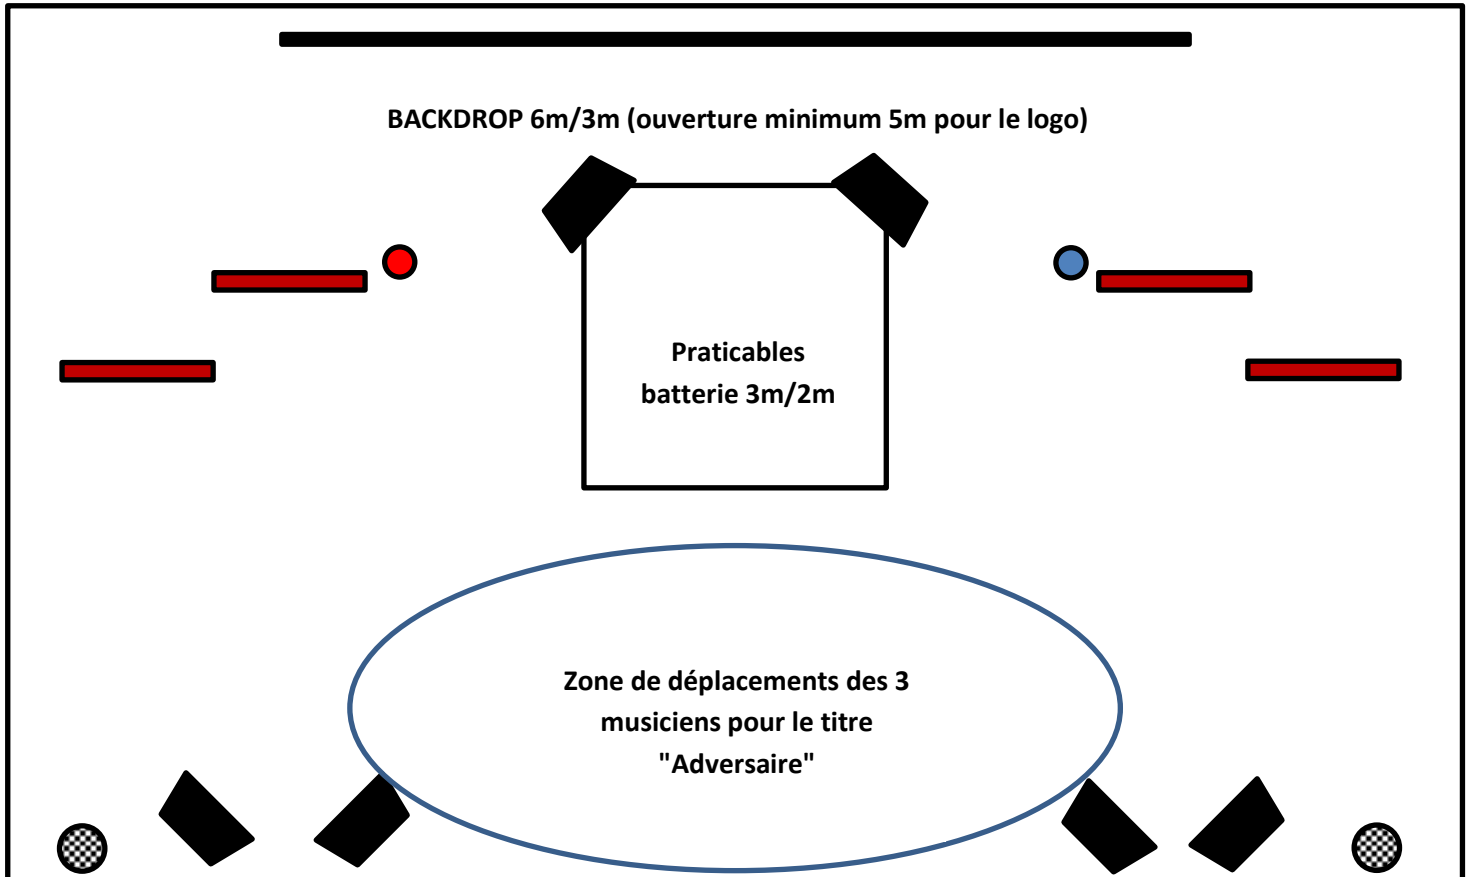 BACKDROP 6m/3m (ouverture minimum 5m pour le logo)
Praticables
batterie 3m/2m
Zone de déplacements des 3
musiciens pour le titre
"Adversaire"